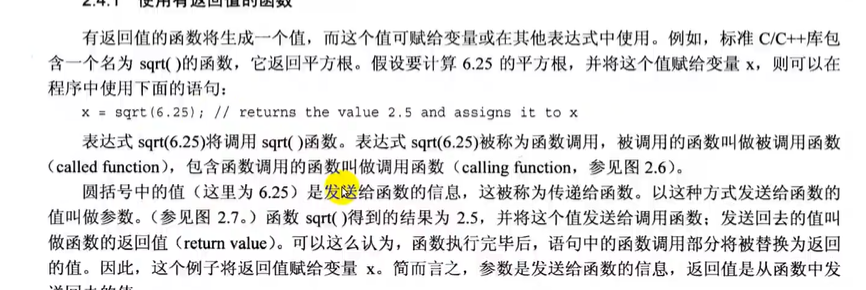 2.4.1 使用有返回值的函数
有返回值的函数将生成一个值，而这个值可赋给变量或在其他表达式中使用。例如，标准 C/C++库包
含一个名为 sqrt( )的函数，它返回平方根。假设要计算 6.25 的平方根，并将这个值赋给变量 x，则可以在
程序中使用下面的语句：
x = sqrt(6.25); // returns the value 2.5 and assigns it to x
表达式 sqrt(6.25)将调用 sqrt( )函数。表达式 sqrt(6.25)被称为函数调用，被调用的函数叫做被调用函数
（called function），包含函数调用的函数叫做调用函数（calling function，参见图 2.6）。
圆括号中的值（这里为 6.25）是发送给函数的信息，这被称为传递给函数。以这种方式发送给函数的
值叫做参数。（参见图 2.7。）函数 sqrt( )得到的结果为 2.5，并将这个值发送给调用函数；发送回去的值叫
做函数的返回值（return value）。可以这么认为，函数执行完毕后，语句中的函数调用部分将被替换为返回
的值。因此，这个例子将返回值赋给变量 x。简而言之，参数是发送给函数的信息，返回值是从函数中发
送回去的值